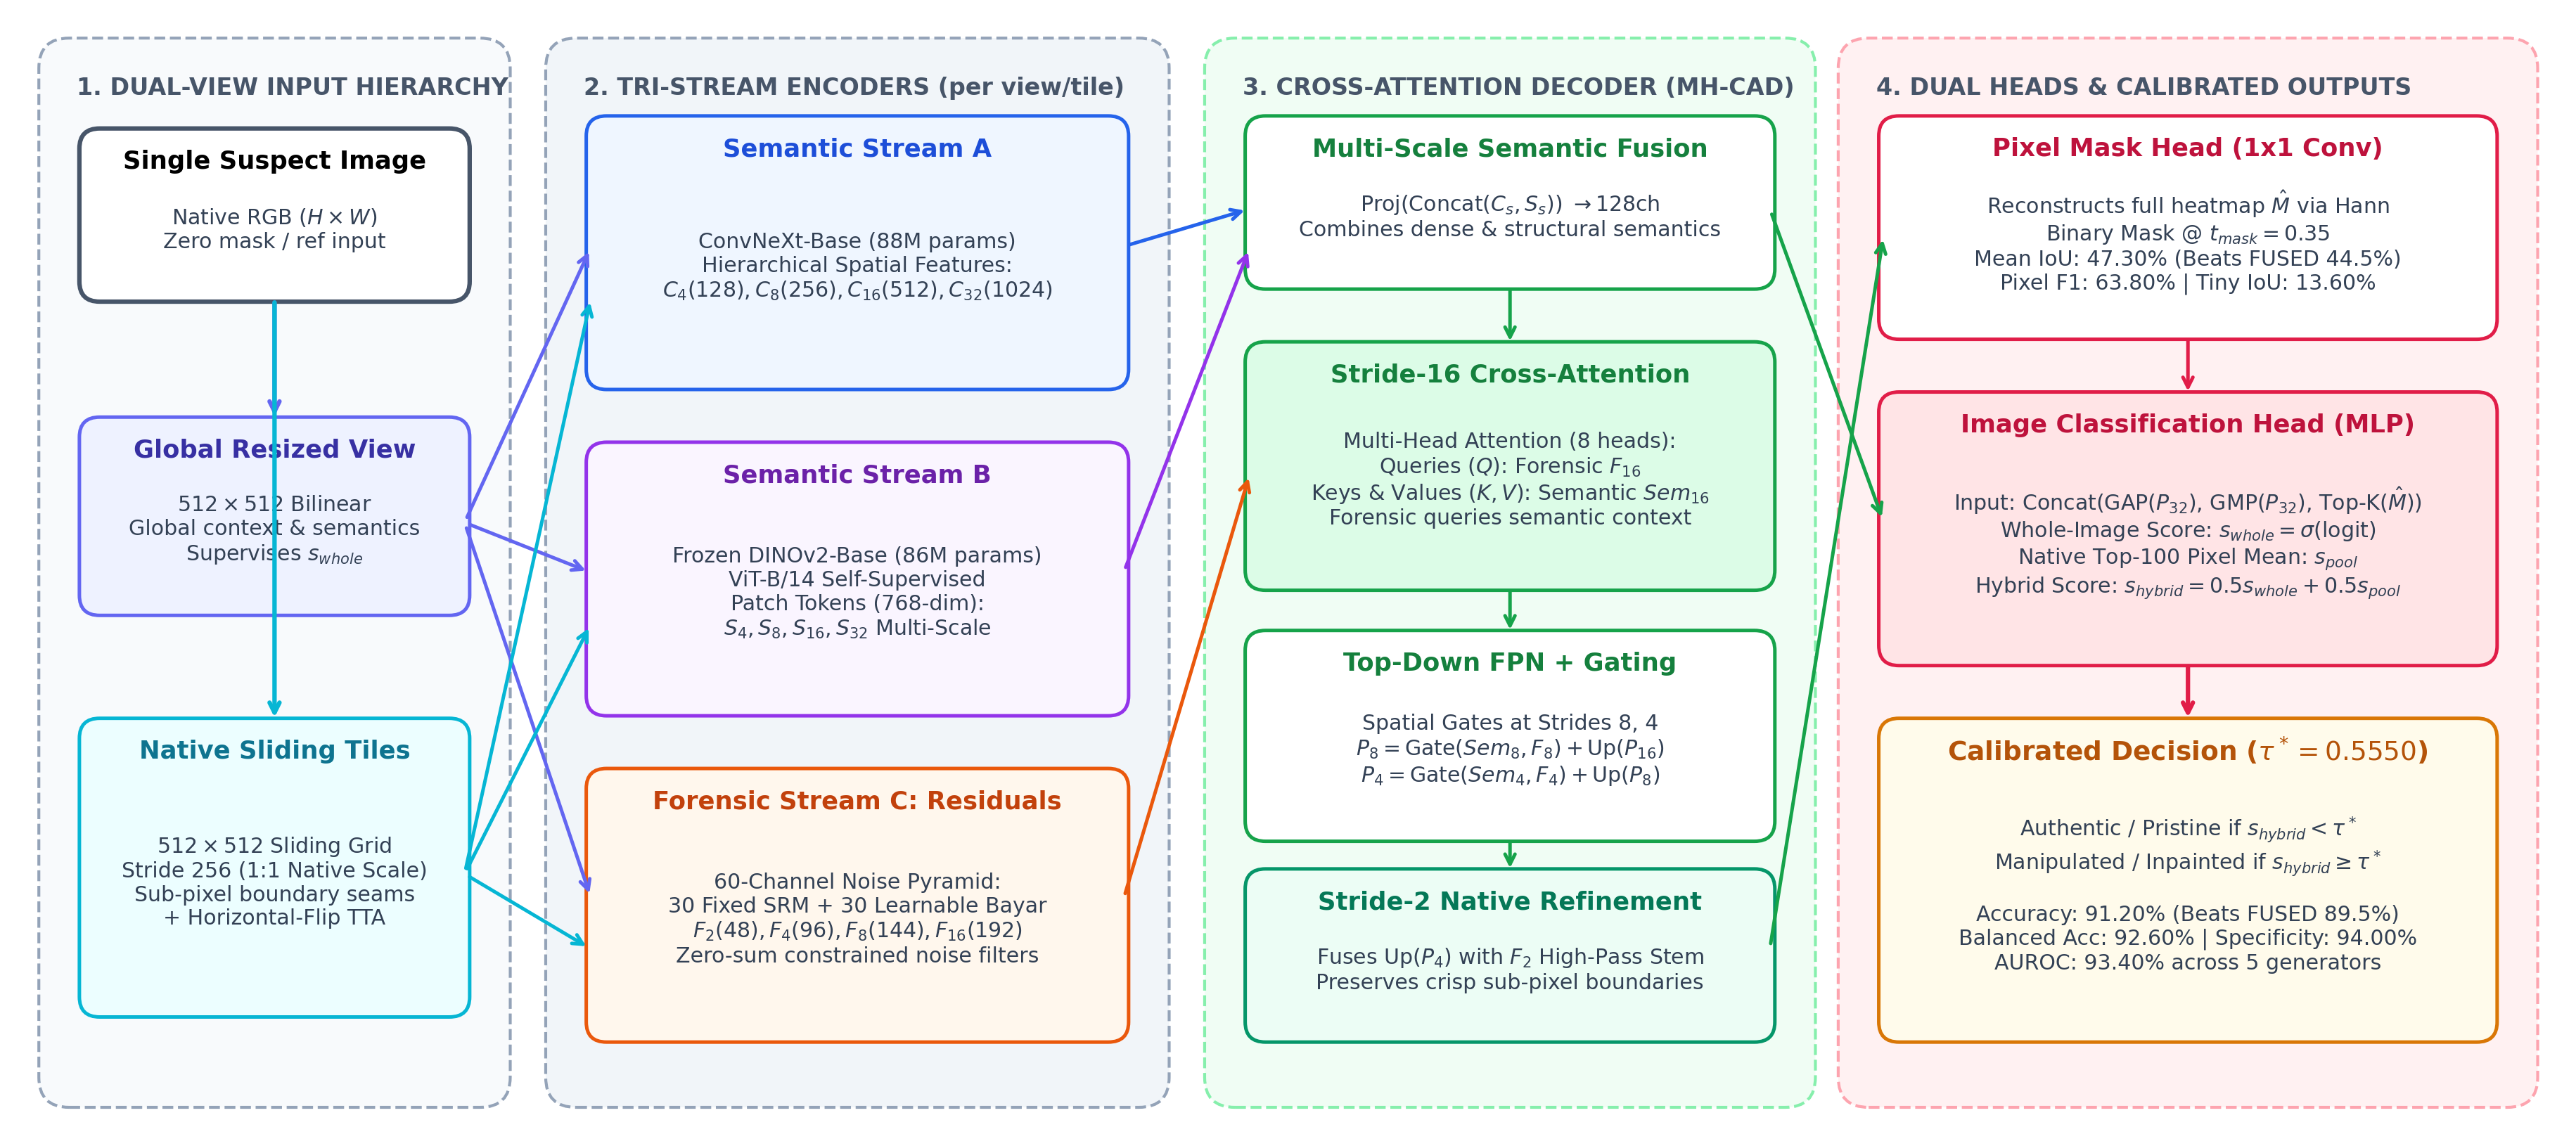 1. DUAL-VIEW INPUT HIERARCHY
Single Suspect Image
Native RGB (H × W)
Zero mask / ref input
Global Resized View
512 × 512 Bilinear
Global context & semantics
Supervises s_whole
Native Sliding Tiles
512 × 512 Sliding Grid
Stride 256 (1:1 Native Scale)
Sub-pixel boundary seams
+ Horizontal-Flip TTA
2. TRI-STREAM ENCODERS (per view/tile)
Semantic Stream A
ConvNeXt-Base (88M params)
Hierarchical Spatial Features:
C₄(128), C₈(256), C₁₆(512), C₃₂(1024)
Semantic Stream B
Frozen DINOv2-Base (86M params)
ViT-B/14 Self-Supervised
Patch Tokens (768-dim):
S₄, S₈, S₁₆, S₃₂ Multi-Scale
Forensic Stream C: Residuals
60-Channel Noise Pyramid:
30 Fixed SRM + 30 Learnable Bayar
F₂(48), F₄(96), F₈(144), F₁₆(192)
Zero-sum constrained noise filters
3. CROSS-ATTENTION DECODER (MH-CAD)
Multi-Scale Semantic Fusion
Proj(Concat(C_s, S_s)) → 128ch
Combines dense & structural semantics
Stride-16 Cross-Attention
Multi-Head Attention (8 heads):
Queries (Q): Forensic F₁₆
Keys & Values (K, V): Semantic Sem₁₆
Forensic queries semantic context
Top-Down FPN + Gating
Spatial Gates at Strides 8, 4
P₈ = Gate(Sem₈, F₈) + Up(P₁₆)
P₄ = Gate(Sem₄, F₄) + Up(P₈)
Stride-2 Native Refinement
Fuses Up(P₄) with F₂ High-Pass Stem
Preserves crisp sub-pixel boundaries
4. DUAL HEADS & CALIBRATED OUTPUTS
Pixel Mask Head (1x1 Conv)
Reconstructs full heatmap M̂ via Hann
Binary Mask @ t_mask = 0.35
Mean IoU: 47.30% (Beats FUSED 44.5%)
Pixel F1: 63.80% | Tiny IoU: 13.60%
Image Classification Head (MLP)
Input: Concat(GAP(P₃₂), GMP(P₃₂), Top-K(M̂))
Whole-Image Score: s_whole = σ(logit)
Native Top-100 Pixel Mean: s_pool
Hybrid Score: s_hybrid = 0.5s_whole + 0.5s_pool
Calibrated Decision (τ* = 0.5550)
Authentic / Pristine if s_hybrid < τ*
Manipulated / Inpainted if s_hybrid ≥ τ*
Accuracy: 91.20% (Beats FUSED 89.5%)
Balanced Acc: 92.60% | Specificity: 94.00%
AUROC: 93.40% across 5 generators